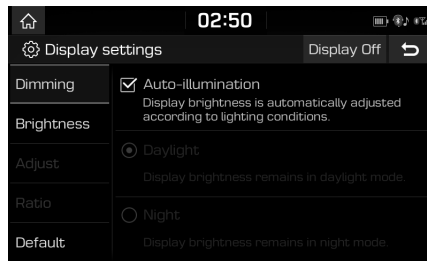 02:50
Display settings
Display Off
Dimming
Auto-illumination
Display brightness is automatically adjusted
according to lighting conditions.
Brightness
Adjust
Daylight
Display brightness remains in daylight mode.
Ratio
Night
Default
Display brightness remains in night mode.